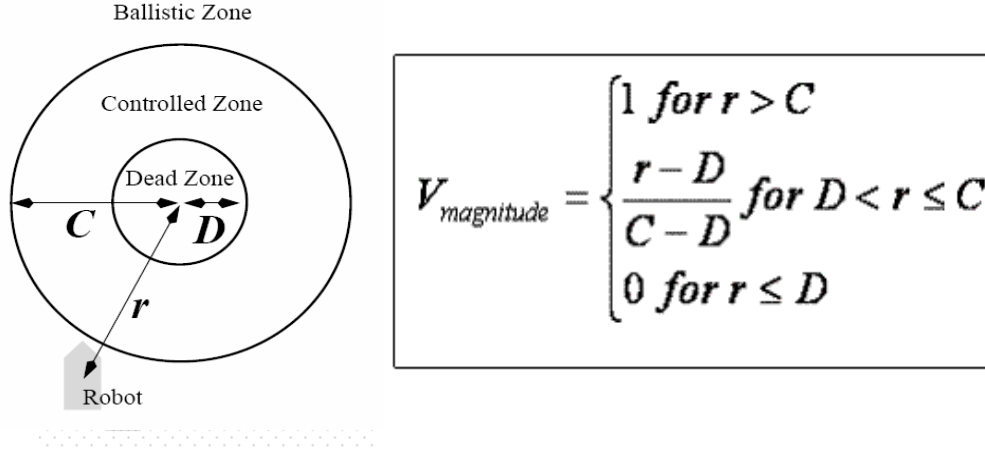 Ballistic Zone
Controlled Zone
Dead Zone
C
D
r
Robot
V_magnitude = { 1 for r > C
(r − D)/(C − D) for D < r ≤ C
0 for r ≤ D